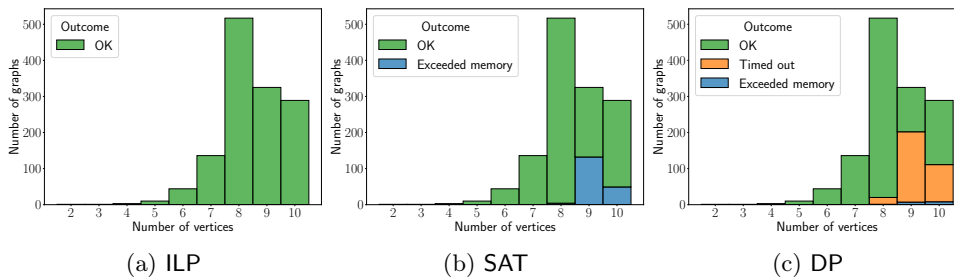 Outcome
OK
Number of graphs
500
400
300
200
100
0
2 3 4 5 6 7 8 9 10
Number of vertices
(a) ILP
Outcome
OK
Exceeded memory
Number of graphs
500
400
300
200
100
0
2 3 4 5 6 7 8 9 10
Number of vertices
(b) SAT
Outcome
OK
Timed out
Exceeded memory
Number of graphs
500
400
300
200
100
0
2 3 4 5 6 7 8 9 10
Number of vertices
(c) DP